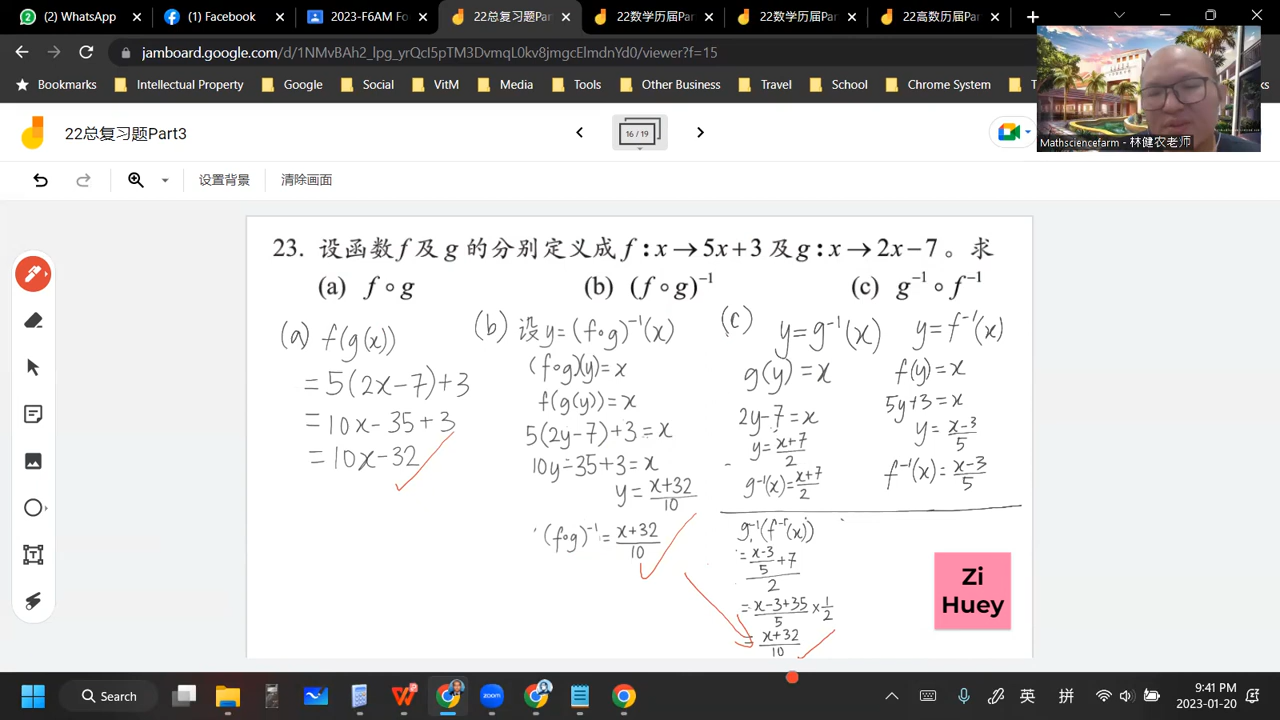 (2) WhatsApp
(1) Facebook
2023-F6AM Fo
22总复习题Part
22数学历届Par
22数学历届Par
22高数历届Part
jamboard.google.com/d/1NMvBAh2_lpg_yrOcI5pTM3DvmqL0kv8jmgcElmdnYd0/viewer?f=15
Bookmarks
Intellectual Property
Google
Social
VitM
Media
Tools
Other Business
Travel
School
Chrome System
Mathsciencefarm - 林健农老师
22总复习题Part3
16 / 19
设置背景
清除画面
23. 设函数 f 及 g 的分别定义成 f : x → 5x+3 及 g : x → 2x−7 。求
(a) f∘g (b) (f∘g)⁻¹ (c) g⁻¹∘f⁻¹
(a) f(g(x))
=5(2x−7)+3
=10x−35+3
=10x−32
(b) 设 y=(f∘g)⁻¹(x)
(f∘g)(y)=x
f(g(y))=x
5(2y−7)+3=x
10y−35+3=x
y=(x+32)/10
(f∘g)⁻¹=(x+32)/10
(c) y=g⁻¹(x)
g(y)=x
2y−7=x
y=(x+7)/2
g⁻¹(x)=(x+7)/2
y=f⁻¹(x)
f(y)=x
5y+3=x
y=(x−3)/5
f⁻¹(x)=(x−3)/5
g⁻¹(f⁻¹(x))
=((x−3)/5+7)/2
=(x−3+35)/5×1/2
=(x+32)/10
Zi
Huey
Search
英
拼
9:41 PM
2023-01-20